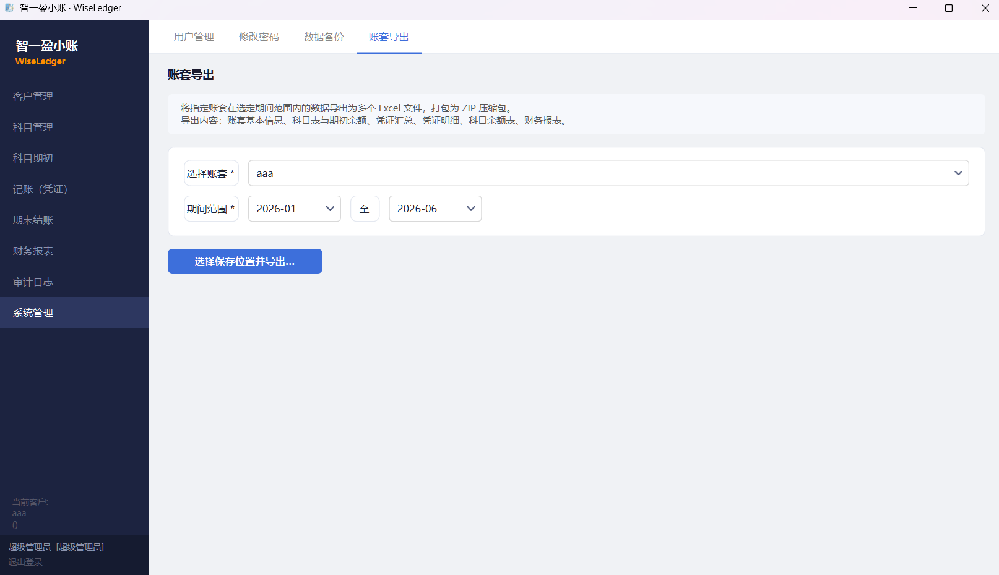 智一盈小账 · WiseLedger
智一盈小账
WiseLedger
客户管理
科目管理
科目期初
记账（凭证）
期末结账
财务报表
审计日志
系统管理
当前客户:
aaa
()
超级管理员 [超级管理员]
退出登录
用户管理 修改密码 数据备份 账套导出
账套导出
将指定账套在选定期间范围内的数据导出为多个 Excel 文件，打包为 ZIP 压缩包。
导出内容：账套基本信息、科目表与期初余额、凭证汇总、凭证明细、科目余额表、财务报表。
选择账套 * aaa
期间范围 * 2026-01 至 2026-06
选择保存位置并导出...